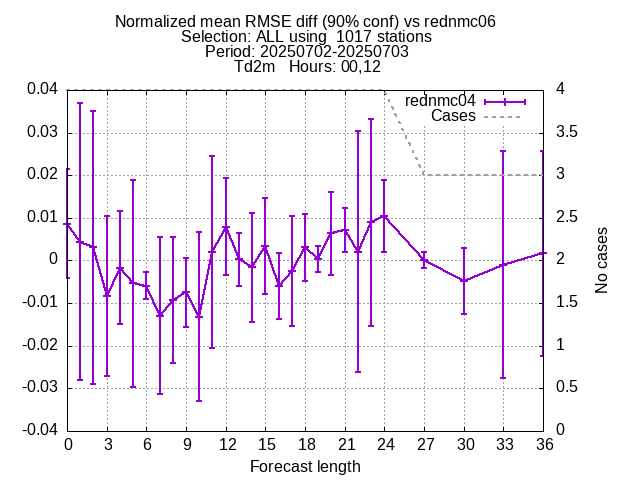 Normalized mean RMSE diff (90% conf) vs rednmc06
Selection: ALL using  1017 stations
Period: 20250702-20250703
Td2m   Hours: 00,12
rednmc04
Cases
0.04
0.03
0.02
0.01
0
-0.01
-0.02
-0.03
-0.04
4
3.5
3
2.5
2
1.5
1
0.5
0
No cases
0 3 6 9 12 15 18 21 24 27 30 33 36
Forecast length